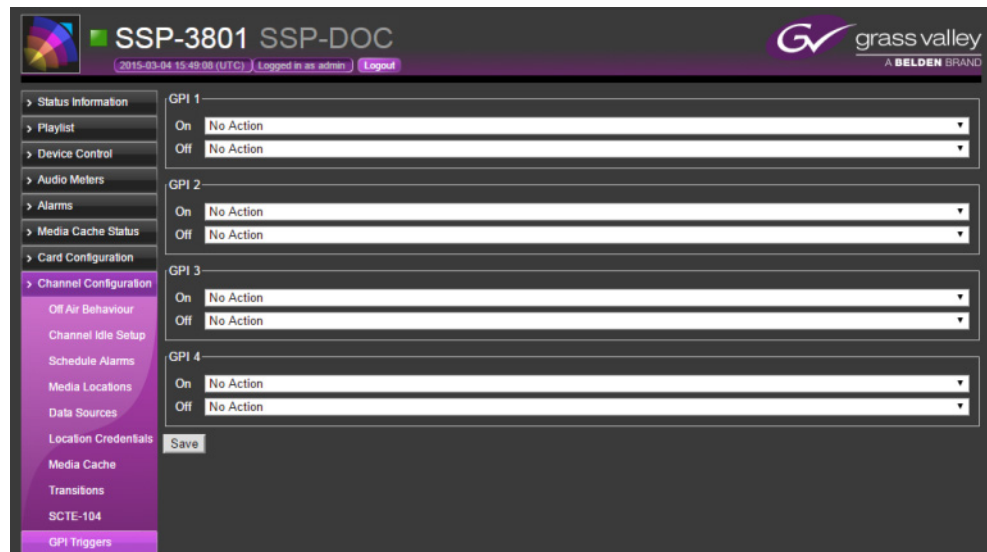 SSP-3801 SSP-DOC
2015-03-04 15:49:08 (UTC) Logged in as admin Logout
GV grass valley
A BELDEN BRAND
> Status Information
> Playlist
> Device Control
> Audio Meters
> Alarms
> Media Cache Status
> Card Configuration
> Channel Configuration
Off Air Behaviour
Channel Idle Setup
Schedule Alarms
Media Locations
Data Sources
Location Credentials
Media Cache
Transitions
SCTE-104
GPI Triggers
GPI 1
On No Action
Off No Action
GPI 2
On No Action
Off No Action
GPI 3
On No Action
Off No Action
GPI 4
On No Action
Off No Action
Save